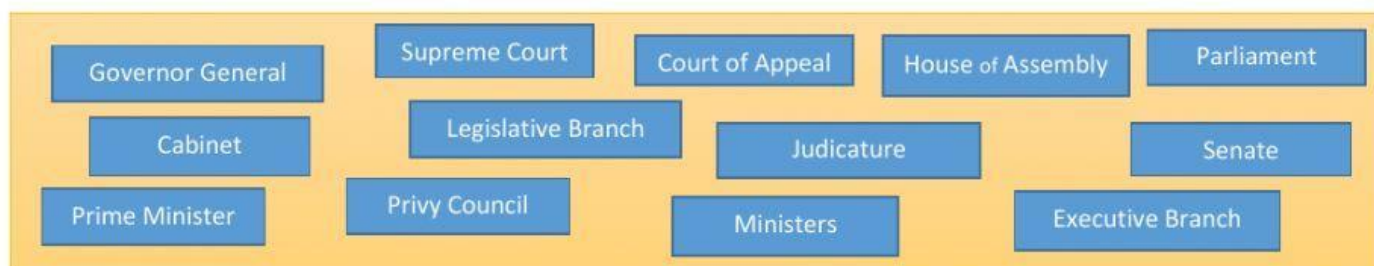 Governor General
Supreme Court
Court of Appeal
House of Assembly
Parliament
Cabinet
Legislative Branch
Judicature
Senate
Prime Minister
Privy Council
Ministers
Executive Branch